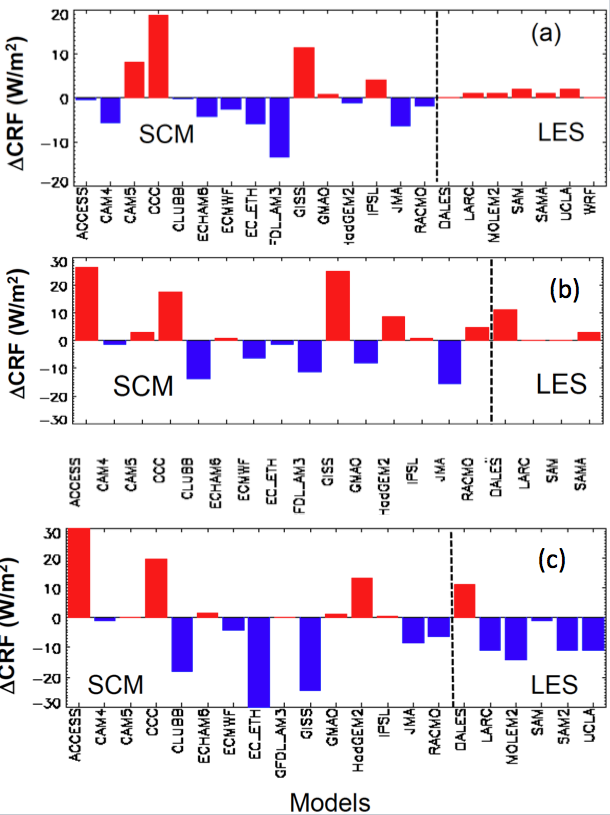 20
10
0
−10
−20
ΔCRF (W/m²)
(a)
SCM
LES
ACCESS
CAM4
CAM5
CCC
CLUBB
ECHAM6
ECMWF
EC_ETH
FDL_AM3
GISS
GMAO
HadGEM2
IPSL
JMA
RACMO
DALES
LARC
MOLEM2
SAM
SAMA
UCLA
WRF
30
20
10
0
−10
−20
−30
ΔCRF (W/m²)
(b)
SCM
LES
ACCESS
CAM4
CAM5
CCC
CLUBB
ECHAM6
ECMWF
EC_ETH
FDL_AM3
GISS
GMAO
HadGEM2
IPSL
JMA
RACMO
DALES
LARC
SAM
SAMA
30
20
10
0
−10
−20
−30
ΔCRF (W/m²)
(c)
SCM
LES
ACCESS
CAM4
CAM5
CCC
CLUBB
ECHAM6
ECMWF
EC_ETH
GFDL_AM3
GISS
GMAO
HadGEM2
IPSL
JMA
RACMO
DALES
LARC
MOLEM2
SAM
SAM2
UCLA
Models